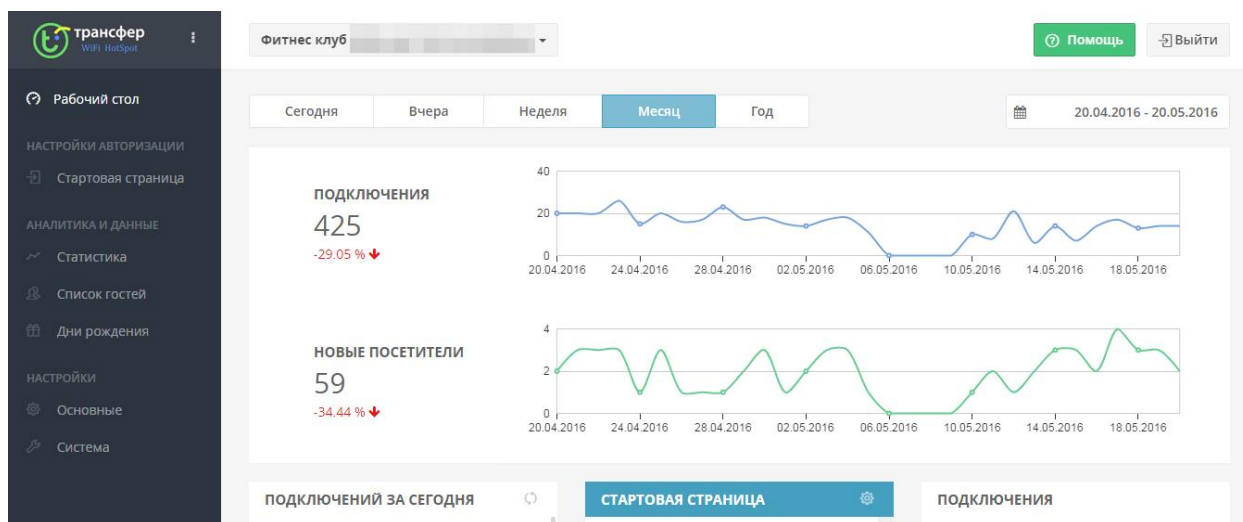 трансфер
WiFi HotSpot
Фитнес клуб
Помощь
Выйти
Рабочий стол
НАСТРОЙКИ АВТОРИЗАЦИИ
Стартовая страница
АНАЛИТИКА И ДАННЫЕ
Статистика
Список гостей
Дни рождения
НАСТРОЙКИ
Основные
Система
Сегодня Вчера Неделя Месяц Год
20.04.2016 - 20.05.2016
ПОДКЛЮЧЕНИЯ
425
-29.05 %
40
20
0
20.04.2016 24.04.2016 28.04.2016 02.05.2016 06.05.2016 10.05.2016 14.05.2016 18.05.2016
НОВЫЕ ПОСЕТИТЕЛИ
59
-34.44 %
4
2
0
20.04.2016 24.04.2016 28.04.2016 02.05.2016 06.05.2016 10.05.2016 14.05.2016 18.05.2016
ПОДКЛЮЧЕНИЙ ЗА СЕГОДНЯ
СТАРТОВАЯ СТРАНИЦА
ПОДКЛЮЧЕНИЯ